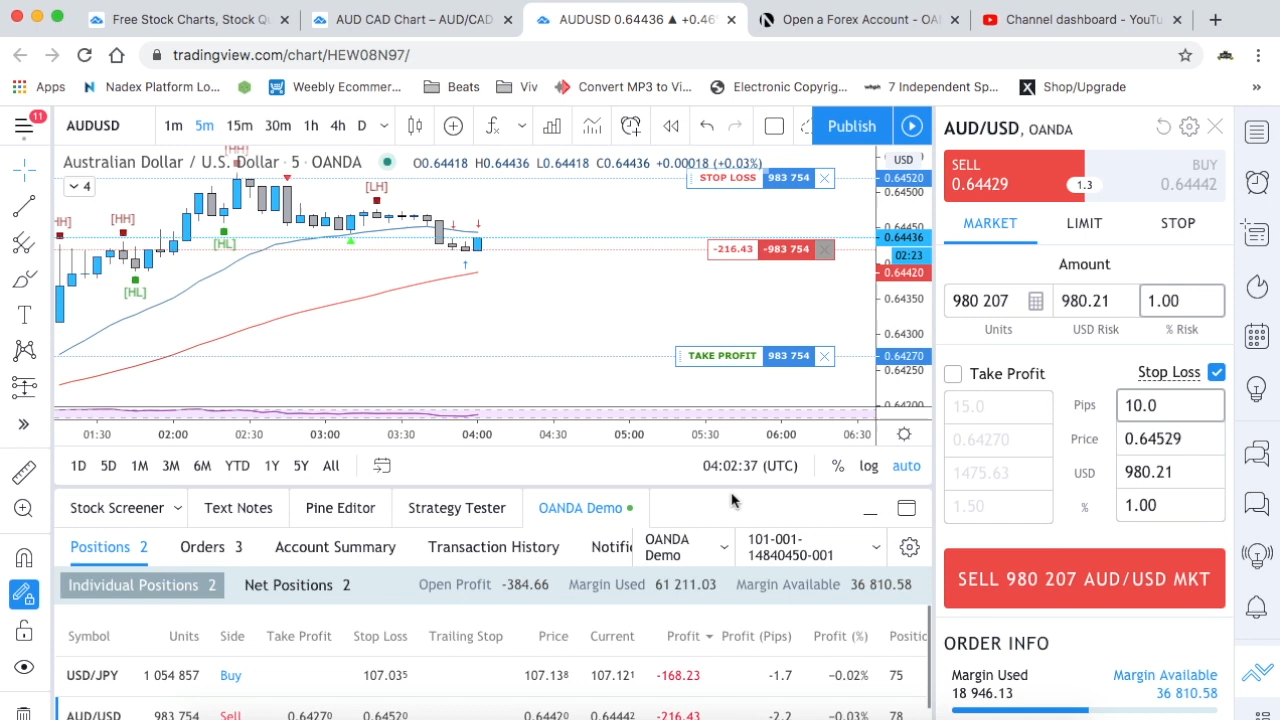 Free Stock Charts, Stock Qu
AUD CAD Chart – AUD/CAD
AUDUSD 0.64436 ▲ +0.46%
Open a Forex Account - OAN
Channel dashboard - YouTu
tradingview.com/chart/HEW08N97/
Apps
Nadex Platform Lo...
Weebly Ecommer...
Beats
Viv
Convert MP3 to Vi...
Electronic Copyrig...
7 Independent Sp...
Shop/Upgrade
»
11
AUDUSD
1m 5m 15m 30m 1h 4h D
Publish
Australian Dollar / U.S. Dollar · 5 · OANDA
O0.64418 H0.64436 L0.64418 C0.64436 +0.00018 (+0.03%)
4
[HH]
[HH]
[HL]
[HL]
[LH]
STOP LOSS 983 754
-216.43 -983 754
TAKE PROFIT 983 754
USD
0.64520
0.64500
0.64450
0.64436
02:23
0.64420
0.64350
0.64300
0.64270
0.64250
0.64200
01:30 02:00 02:30 03:00 03:30 04:00 04:30 05:00 05:30 06:00 06:30
1D 5D 1M 3M 6M YTD 1Y 5Y All
04:02:37 (UTC)
% log auto
Stock Screener
Text Notes
Pine Editor
Strategy Tester
OANDA Demo
Positions 2
Orders 3
Account Summary
Transaction History
Notifi
OANDA
Demo
101-001-
14840450-001
Individual Positions 2
Net Positions 2
Open Profit -384.66
Margin Used 61 211.03
Margin Available 36 810.58
Symbol Units Side Take Profit Stop Loss Trailing Stop Price Current Profit Profit (Pips) Profit (%) Positic
USD/JPY 1 054 857 Buy 107.035 107.138 107.121 -168.23 -1.7 −0.02% 75
AUD/USD 983 754 Sell 0.64270 0.64520 0.64420 0.64442 -216.43 -2.2 −0.03% 78
AUD/USD, OANDA
SELL
0.64429
1.3
BUY
0.64442
MARKET
LIMIT
STOP
Amount
980 207
980.21
1.00
Units
USD Risk
% Risk
Take Profit
Stop Loss
15.0 Pips 10.0
0.64270 Price 0.64529
1475.63 USD 980.21
1.50 % 1.00
SELL 980 207 AUD/USD MKT
ORDER INFO
Margin Used
18 946.13
Margin Available
36 810.58